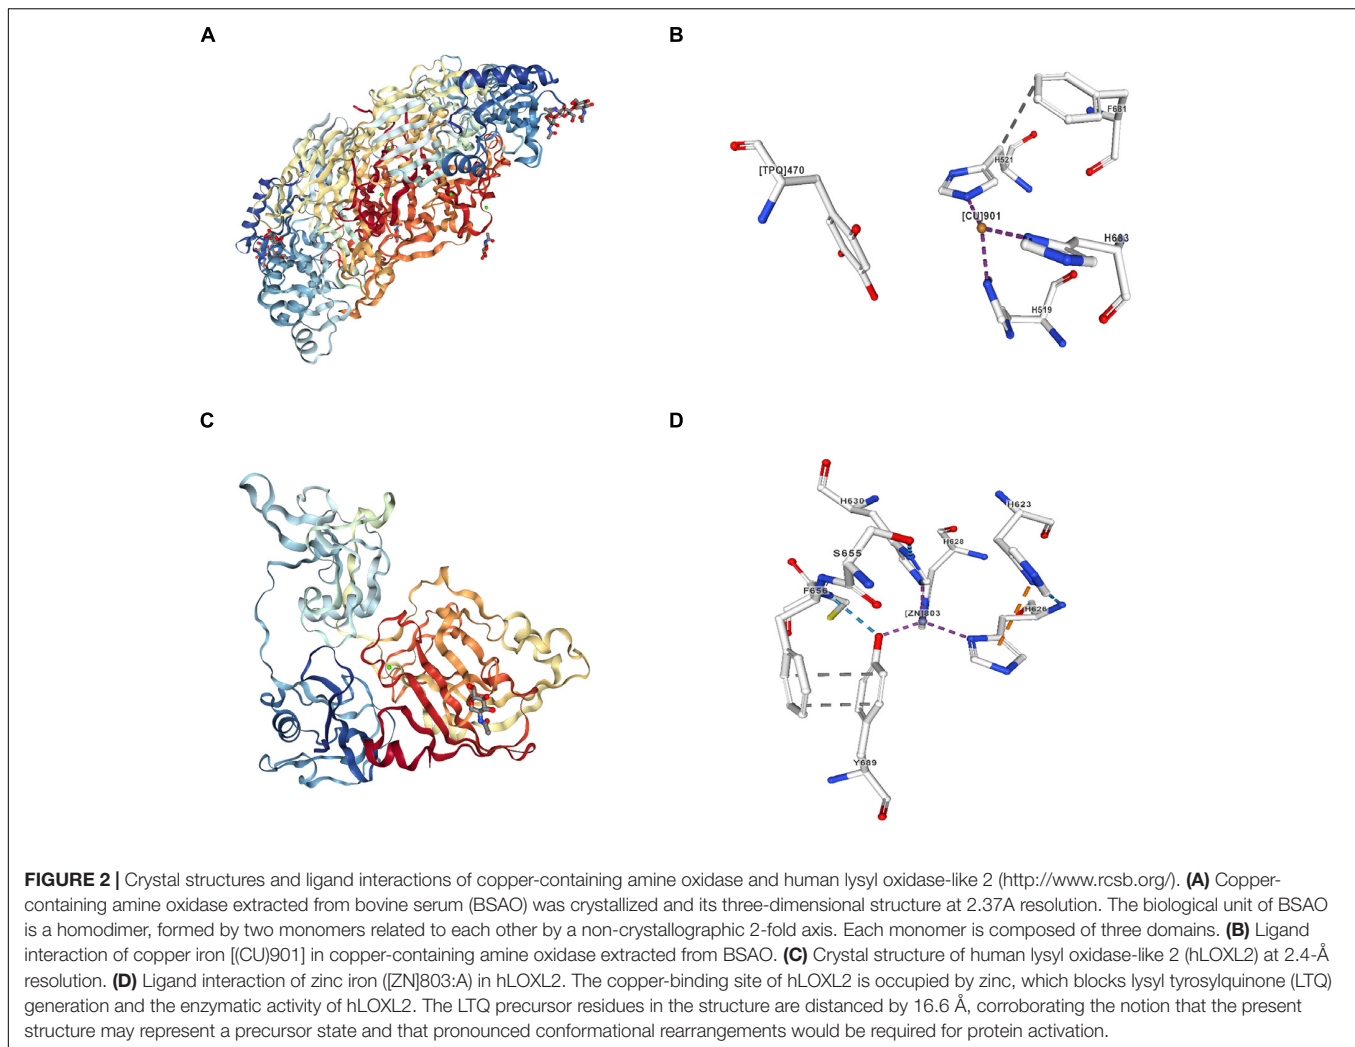 A
B
[TPQ]470
F681
H521
[CU]901
H683
H519
C
D
H630
H623
H628
S655
F656
[ZN]803
H626
Y689
FIGURE 2 | Crystal structures and ligand interactions of copper-containing amine oxidase and human lysyl oxidase-like 2 (http://www.rcsb.org/). (A) Copper-
containing amine oxidase extracted from bovine serum (BSAO) was crystallized and its three-dimensional structure at 2.37A resolution. The biological unit of BSAO
is a homodimer, formed by two monomers related to each other by a non-crystallographic 2-fold axis. Each monomer is composed of three domains. (B) Ligand
interaction of copper iron [(CU)901] in copper-containing amine oxidase extracted from BSAO. (C) Crystal structure of human lysyl oxidase-like 2 (hLOXL2) at 2.4-Å
resolution. (D) Ligand interaction of zinc iron ([ZN]803:A) in hLOXL2. The copper-binding site of hLOXL2 is occupied by zinc, which blocks lysyl tyrosylquinone (LTQ)
generation and the enzymatic activity of hLOXL2. The LTQ precursor residues in the structure are distanced by 16.6 Å, corroborating the notion that the present
structure may represent a precursor state and that pronounced conformational rearrangements would be required for protein activation.